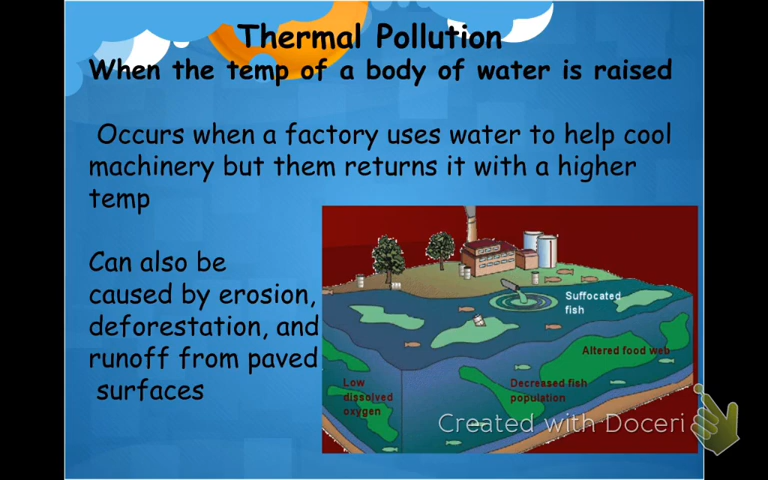 Thermal Pollution
When the temp of a body of water is raised
Occurs when a factory uses water to help cool
machinery but them returns it with a higher
temp
Can also be
caused by erosion,
deforestation, and
runoff from paved
surfaces
Suffocated
fish
Altered food web
Low
dissolved
oxygen
Decreased fish
population
Created with Doceri